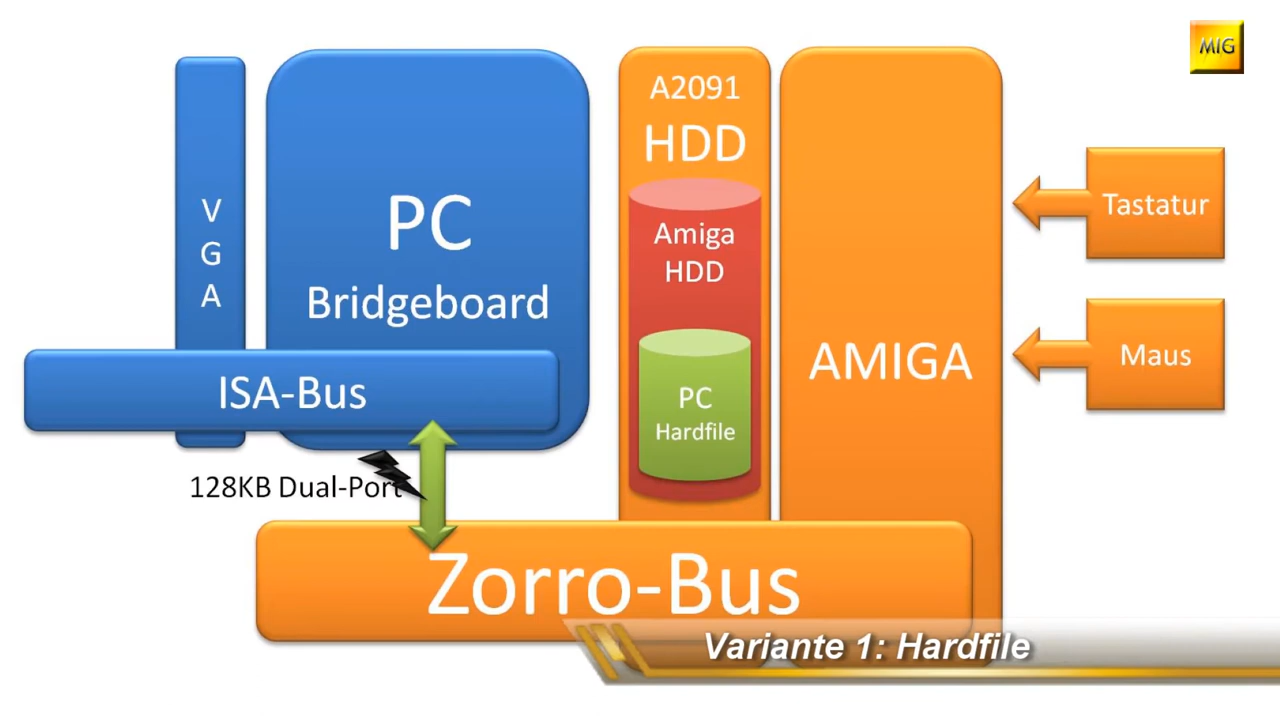 MIG
V
G
A
PC
Bridgeboard
ISA-Bus
128KB Dual-Port
A2091
HDD
Amiga
HDD
PC
Hardfile
AMIGA
Tastatur
Maus
Zorro-Bus
Variante 1: Hardfile